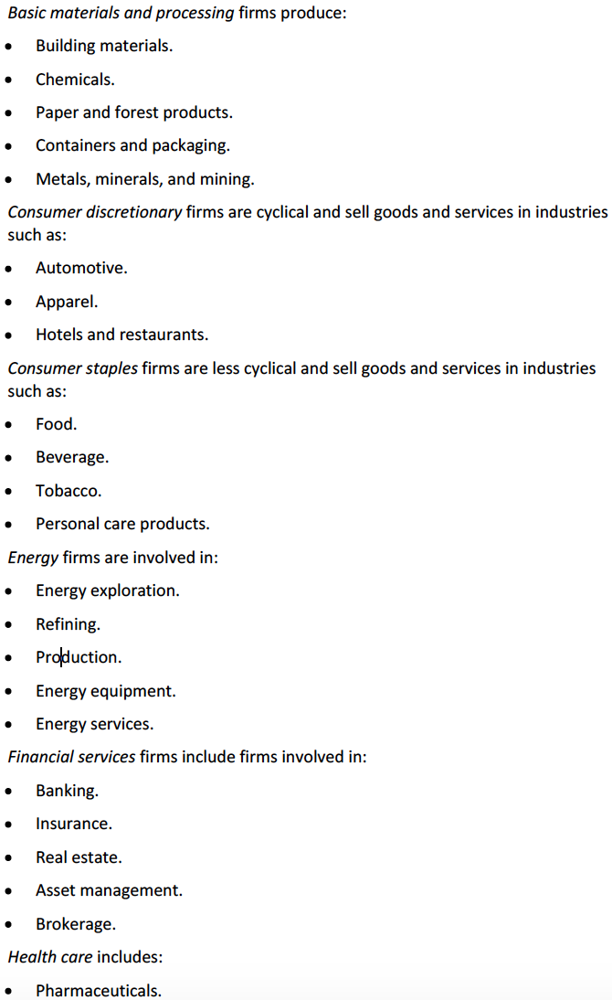 Basic materials and processing firms produce:
• Building materials.
• Chemicals.
• Paper and forest products.
• Containers and packaging.
• Metals, minerals, and mining.
Consumer discretionary firms are cyclical and sell goods and services in industries
such as:
• Automotive.
• Apparel.
• Hotels and restaurants.
Consumer staples firms are less cyclical and sell goods and services in industries
such as:
• Food.
• Beverage.
• Tobacco.
• Personal care products.
Energy firms are involved in:
• Energy exploration.
• Refining.
• Production.
• Energy equipment.
• Energy services.
Financial services firms include firms involved in:
• Banking.
• Insurance.
• Real estate.
• Asset management.
• Brokerage.
Health care includes:
• Pharmaceuticals.